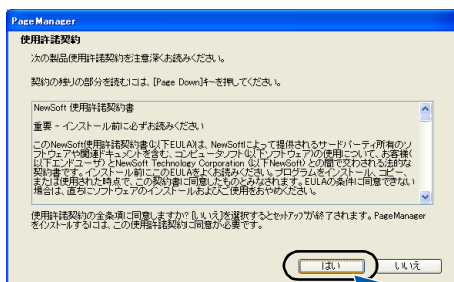 PageManager
使用許諾契約
次の製品使用許諾契約を注意深くお読みください。
契約の残りの部分を読むには、[Page Down]キーを押してください。
NewSoft 使用許諾契約書
重要 - インストール前に必ずお読みください
このNewSoft使用許諾契約書(以下EULA)は、NewSoftによって提供されるサードパーティ所有のソ
フトウェアや関連ドキュメントを含む、コンピュータソフト(以下ソフトウェア)の使用について、お客様(
以下エンドユーザ)とNewSoft Technology Corporation (以下NewSoft) との間で交わされる法的な
契約書です。インストール前にこのEULAをよくお読みください。プログラムをインストール、コピー、
または使用された時点で、この契約書に同意したものとみなされます。EULAの条件に同意できない
場合は、直ちにソフトウェアのインストールおよびご使用をおやめください。
使用許諾契約の全条項に同意しますか? [いいえ]を選択するとセットアップが終了されます。PageManager
をインストールするには、この使用許諾契約に同意が必要です。
はい
いいえ